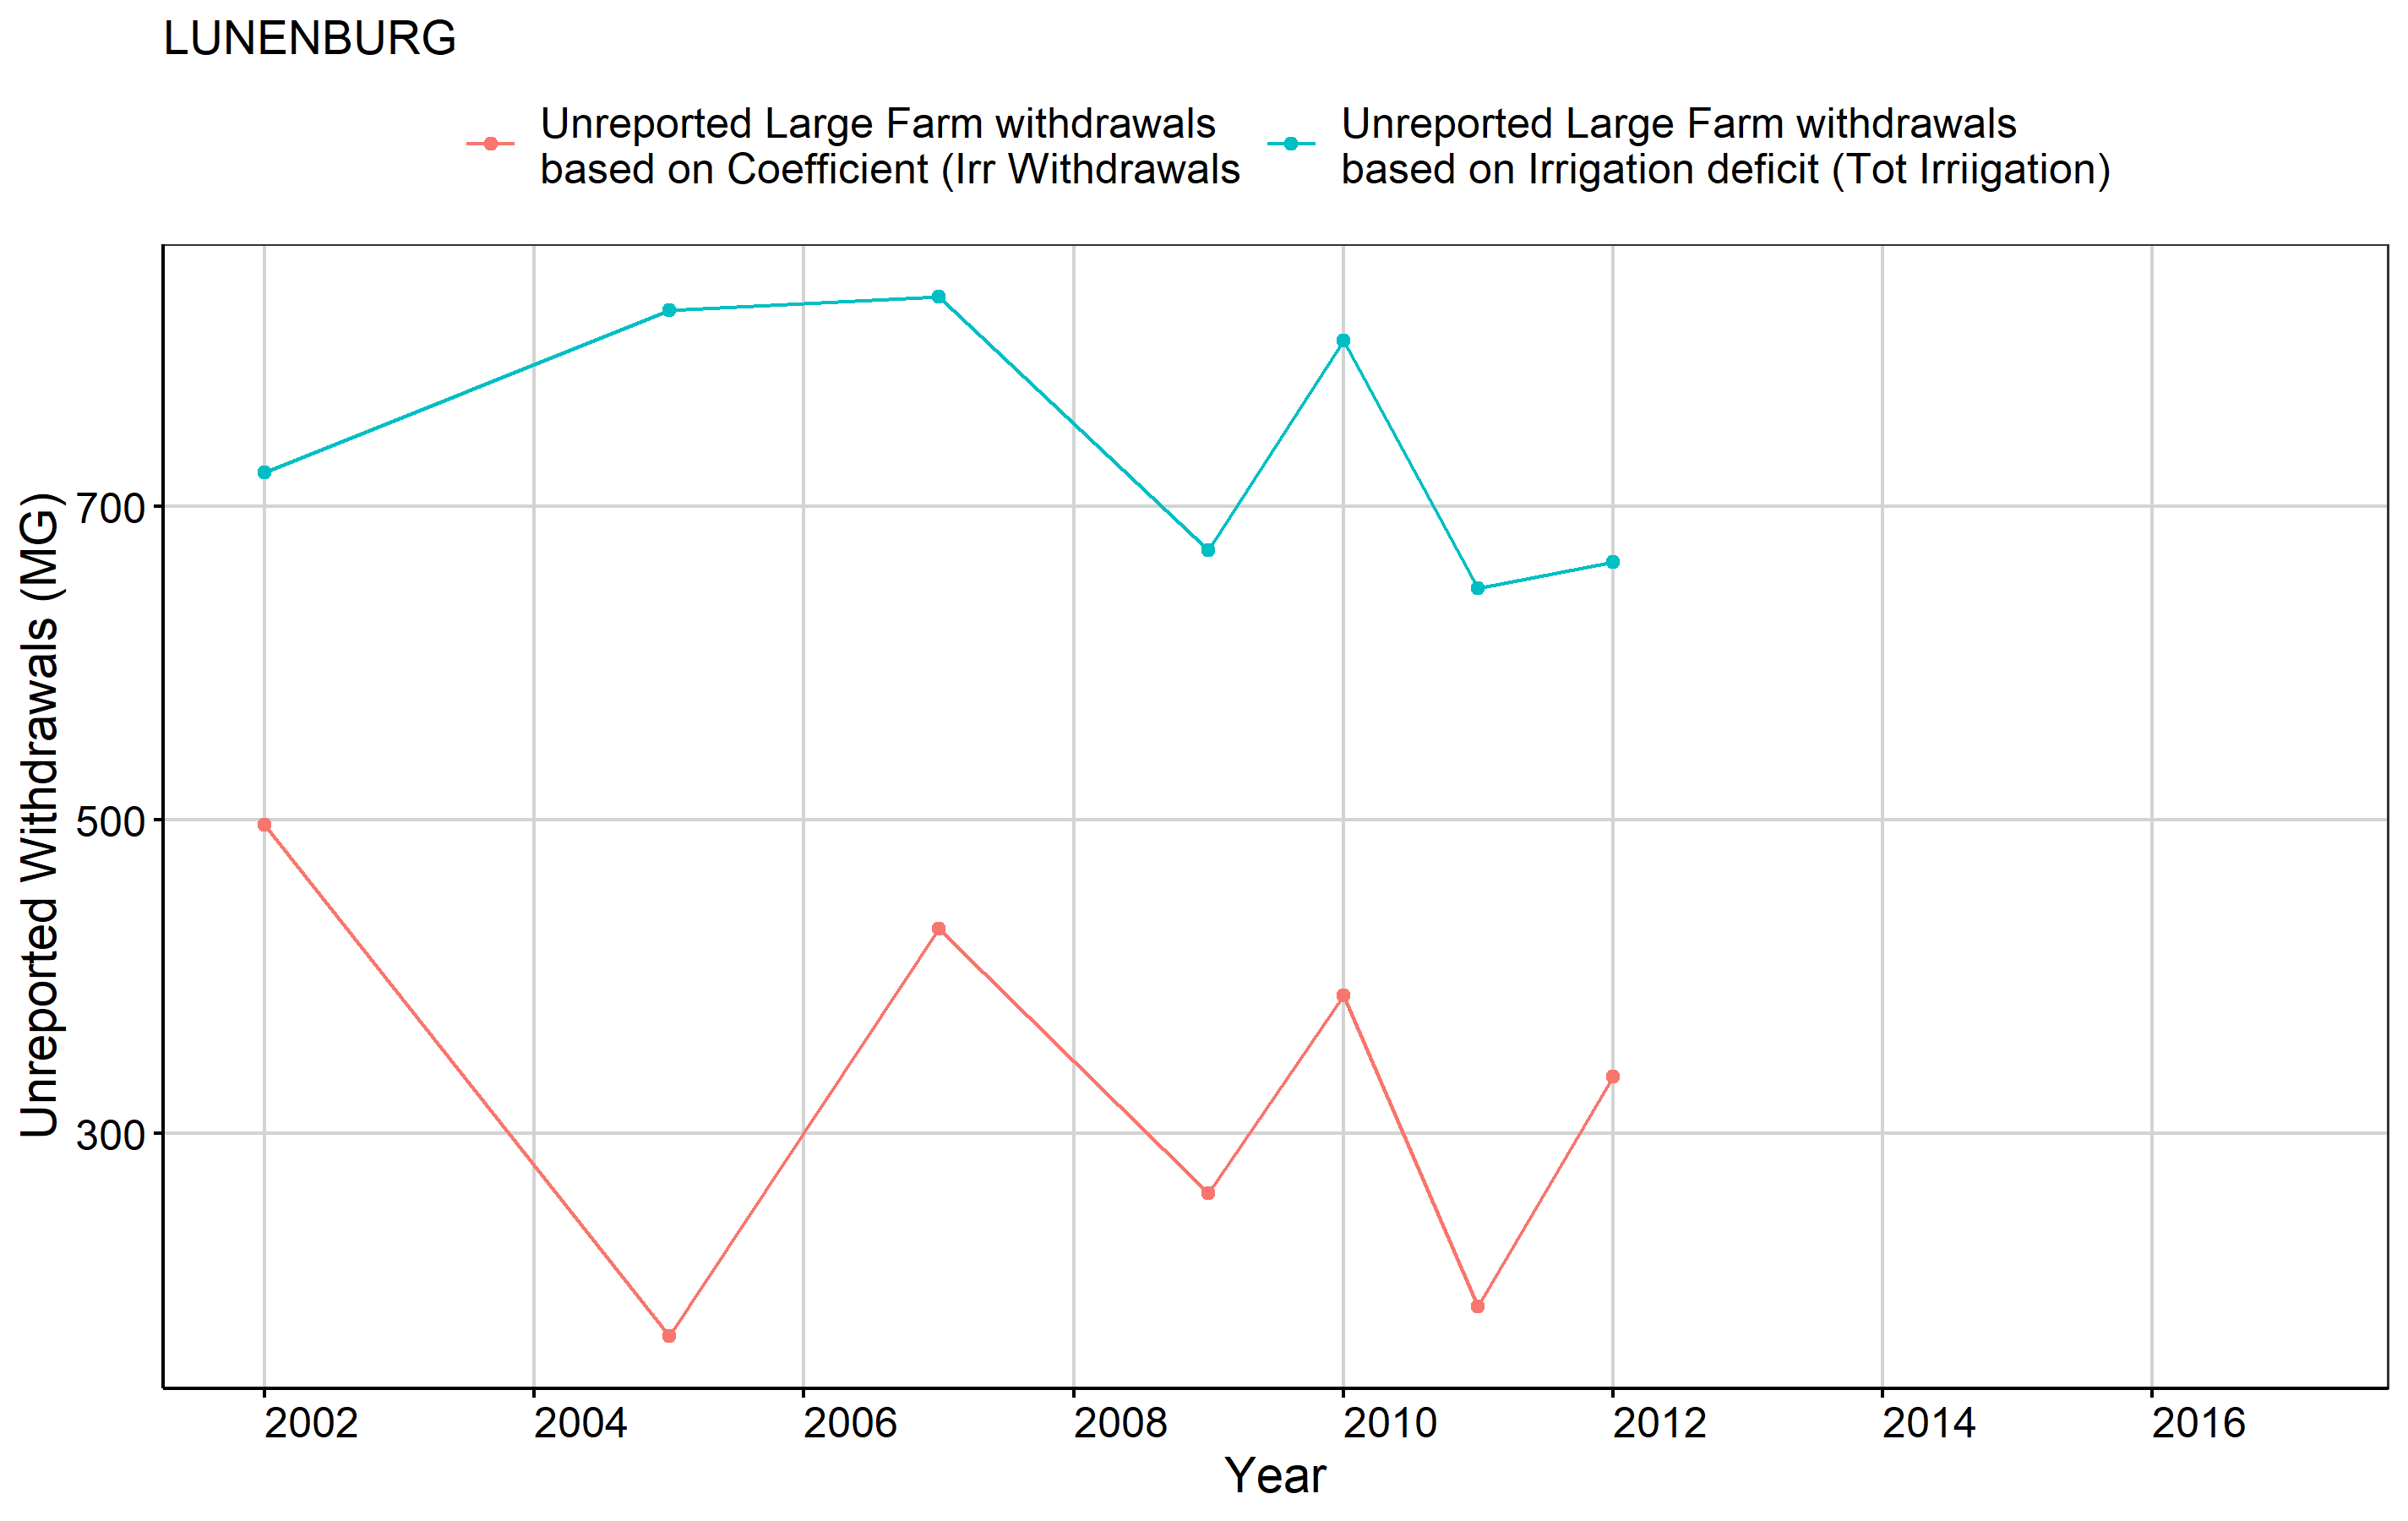 LUNENBURG
Unreported Large Farm withdrawals
based on Coefficient (Irr Withdrawals
Unreported Large Farm withdrawals
based on Irrigation deficit (Tot Irriigation)
Unreported Withdrawals (MG)
700
500
300
2002 2004 2006 2008 2010 2012 2014 2016
Year